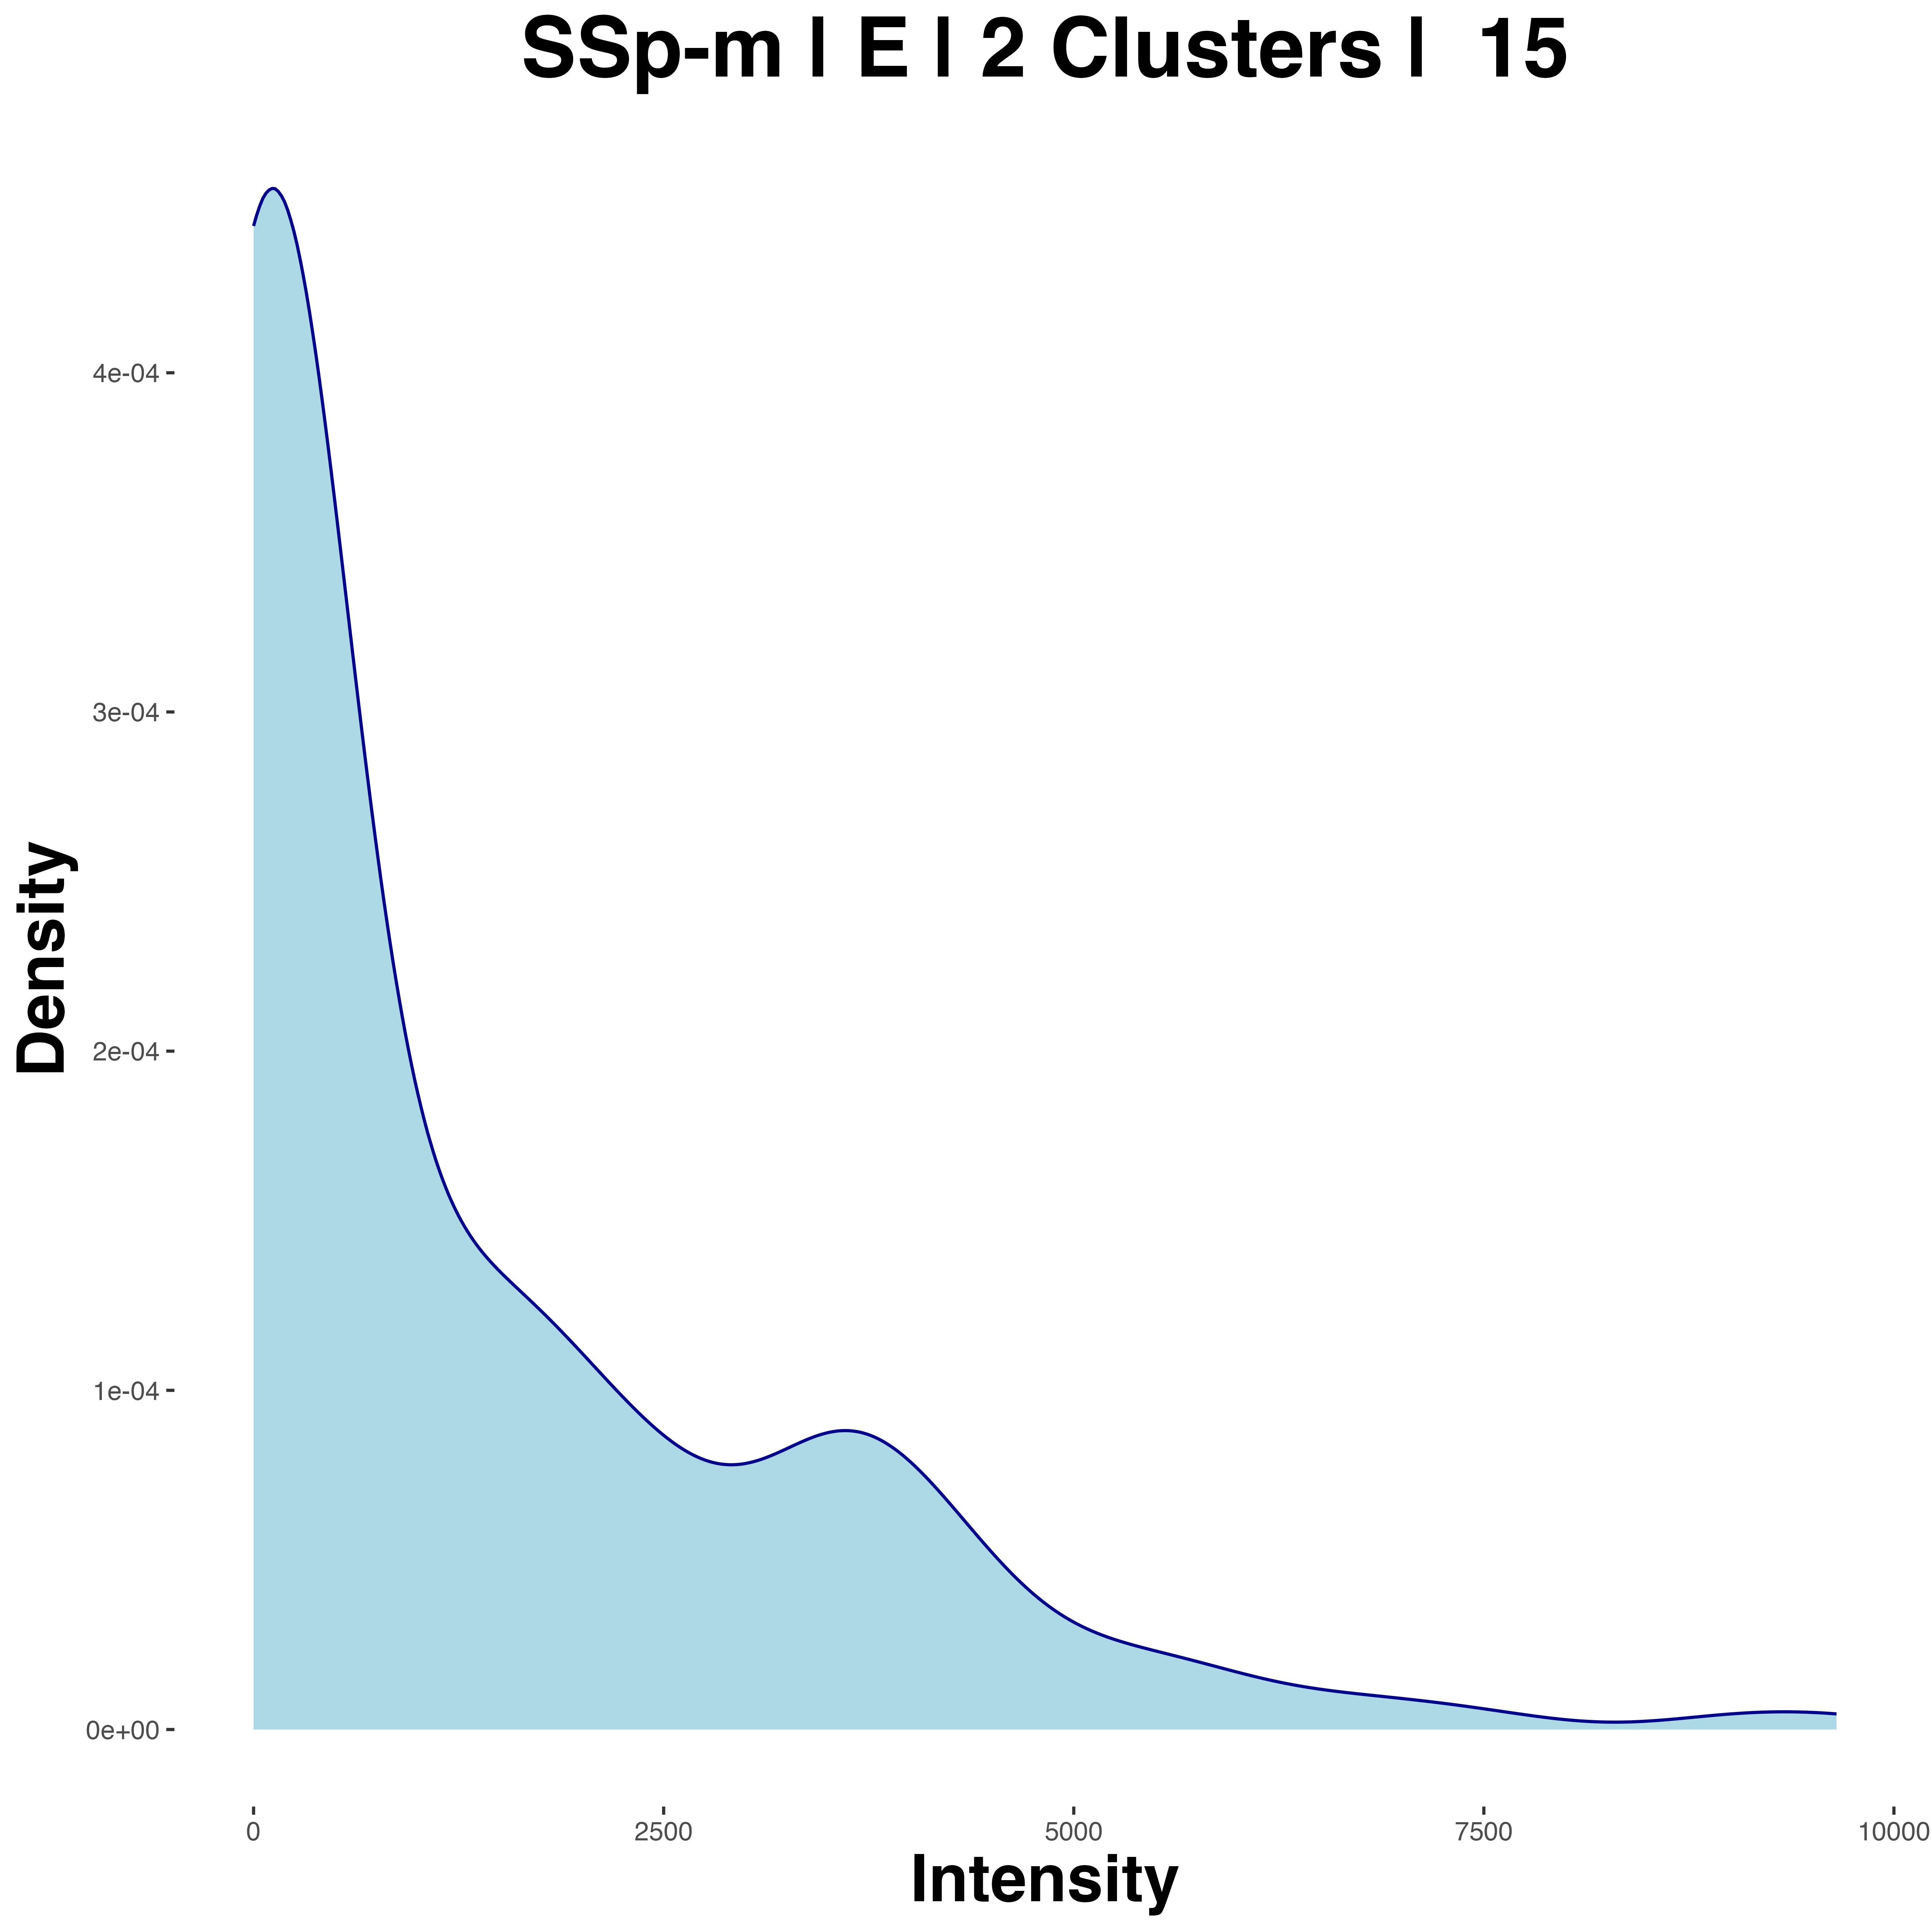 SSp-m | E | 2 Clusters | 15
Density
4e-04
3e-04
2e-04
1e-04
0e+00
0
2500
5000
7500
10000
Intensity